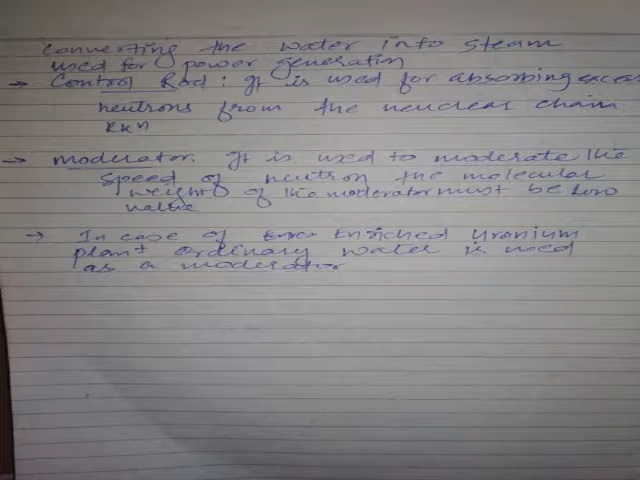 converting the water into steam
used for power generation
→ Control Rod : It is used for absorbing excess
neutrons from the neuclear chain
rxn
→ moderator: It is used to moderate the
speed of neutron the molecular
weight of the moderator must be low
value
→ In case of Enriched uranium
plant ordinary water is used
as a moderator